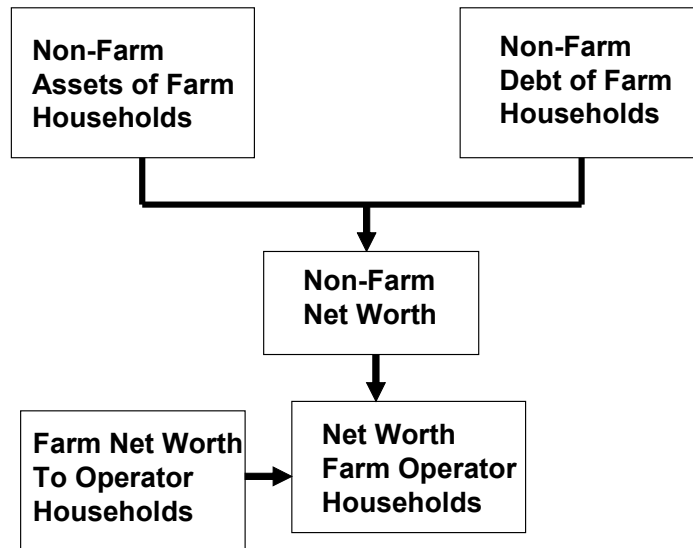 Non-Farm
Assets of Farm
Households
Non-Farm
Debt of Farm
Households
Non-Farm
Net Worth
Farm Net Worth
To Operator
Households
Net Worth
Farm Operator
Households